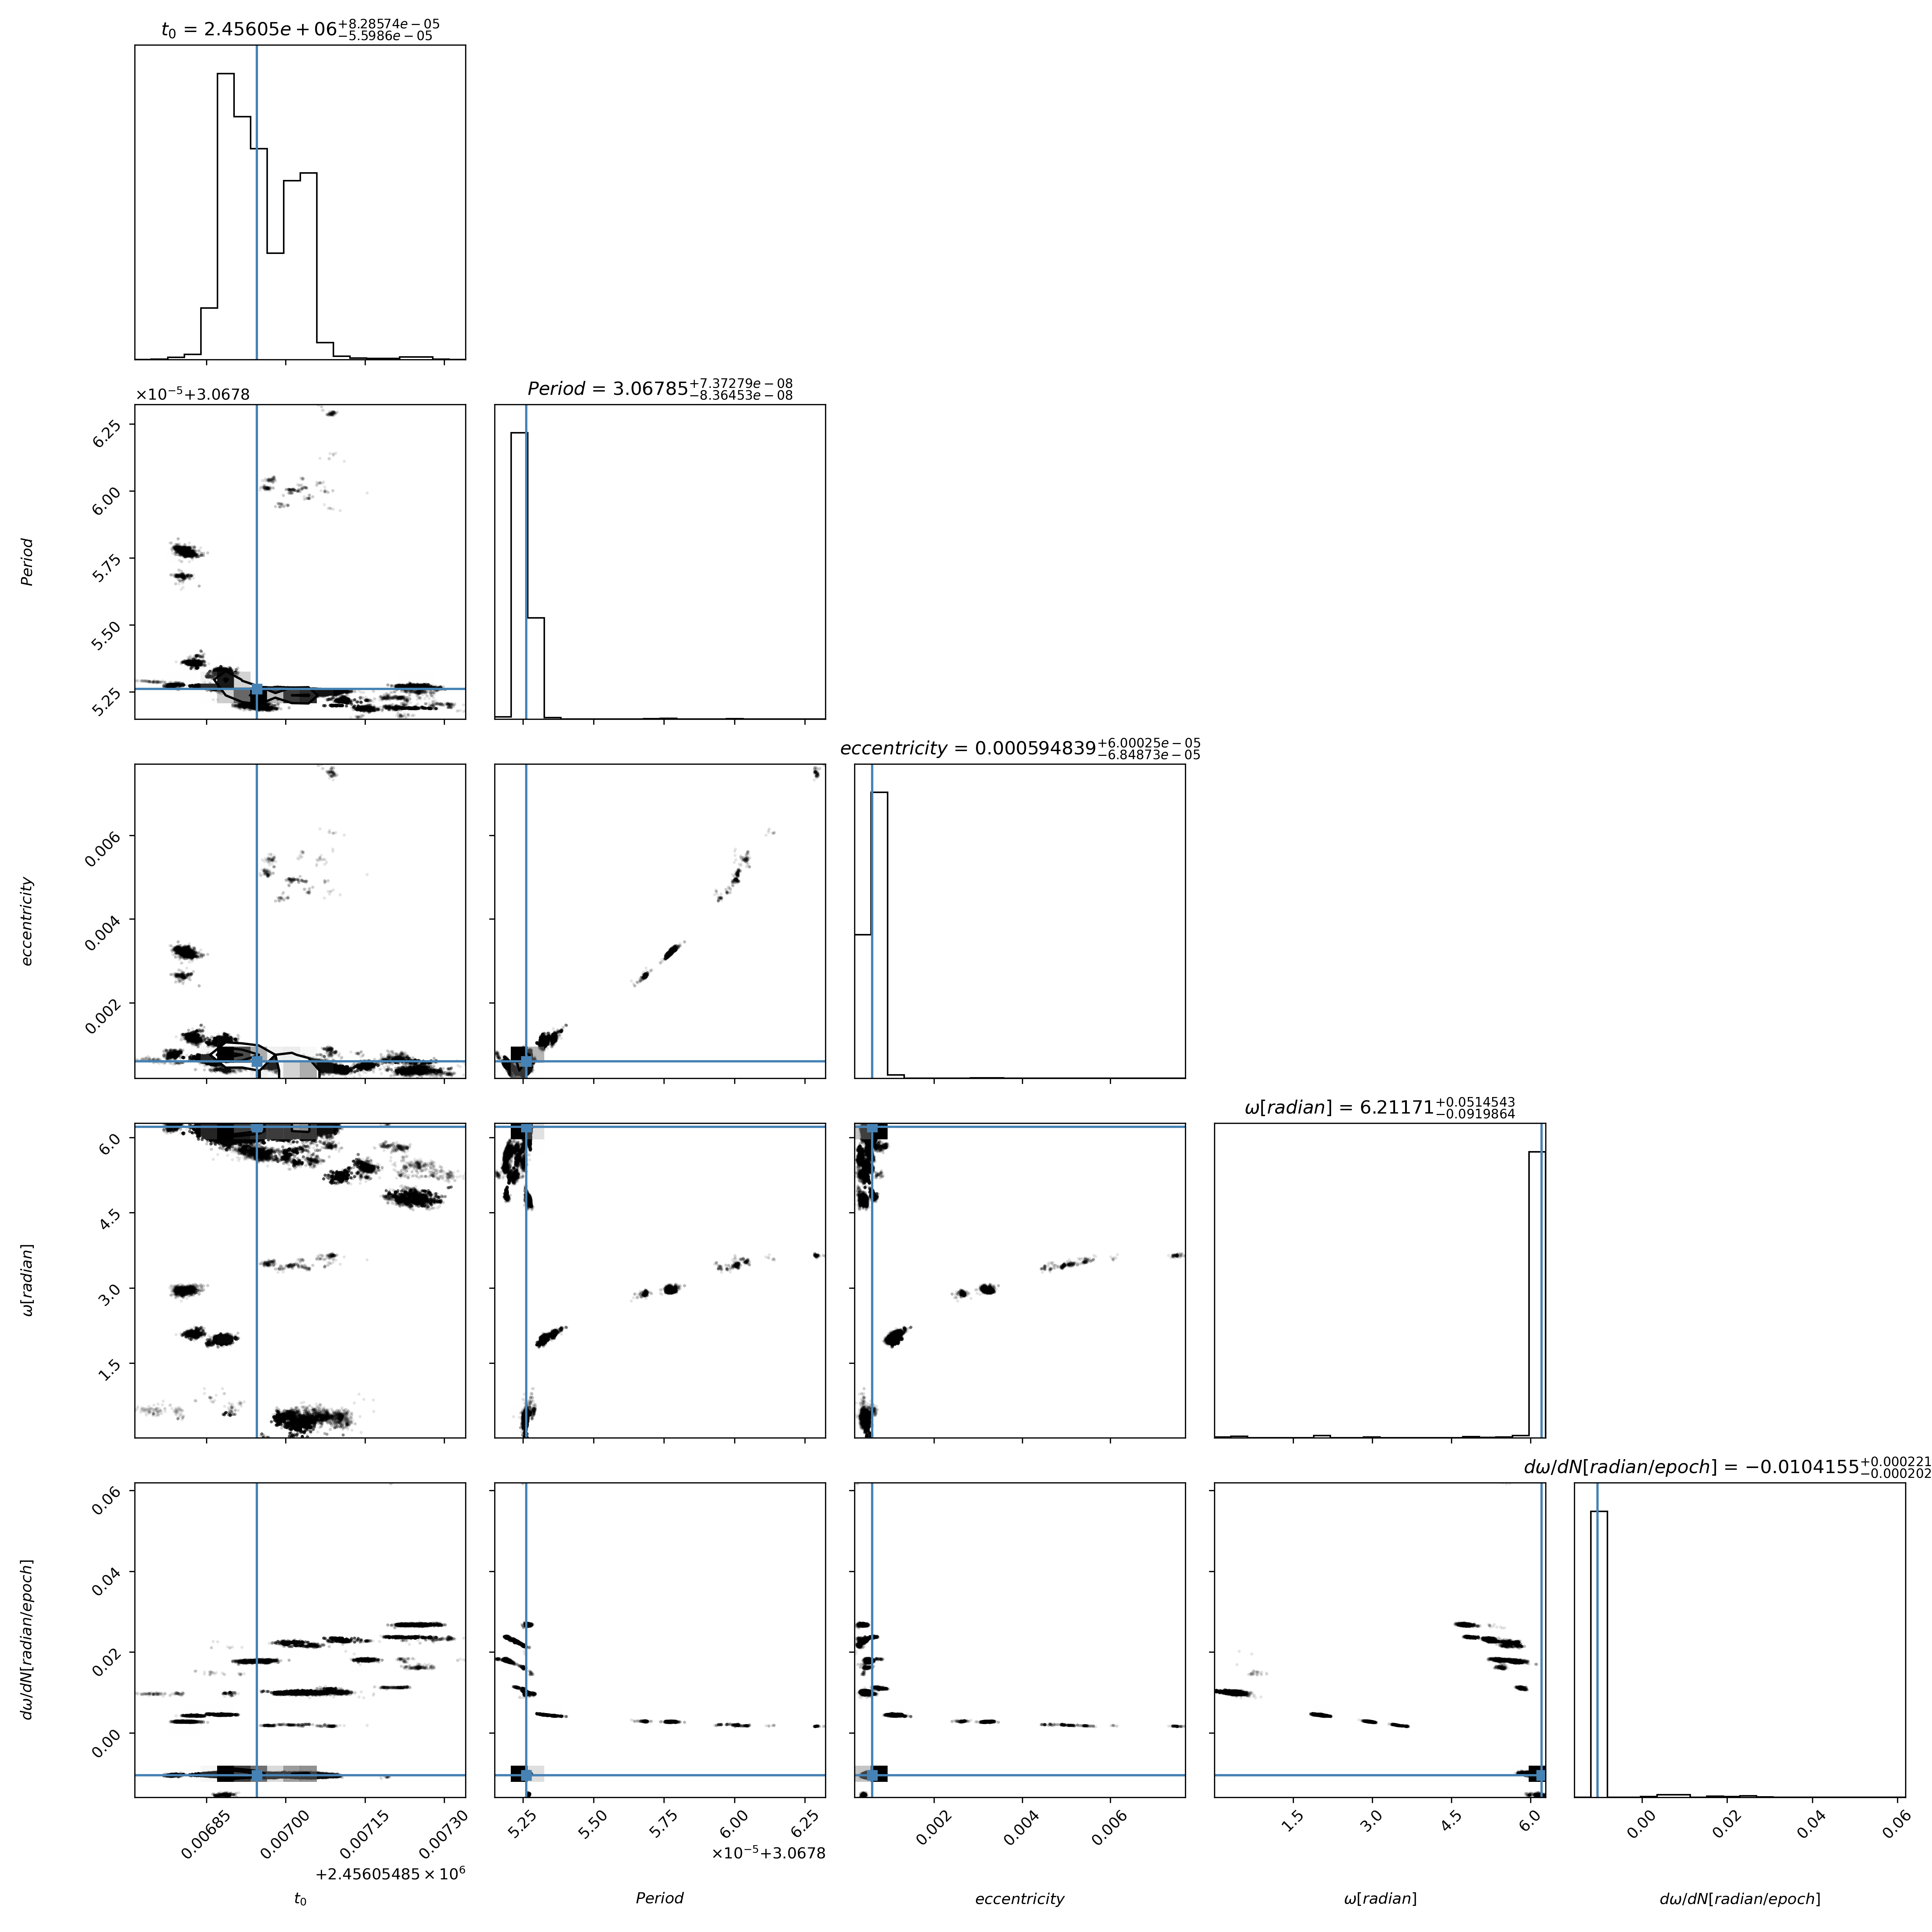 t₀ = 2.45605e + 06 +8.28574e − 05 −5.5986e − 05
×10⁻⁵+3.0678
Period = 3.06785 +7.37279e − 08 −8.36453e − 08
Period
6.25
6.00
5.75
5.50
5.25
eccentricity = 0.000594839 +6.00025e − 05 −6.84873e − 05
eccentricity
0.006
0.004
0.002
ω[radian] = 6.21171 +0.0514543 −0.0919864
ω[radian]
6.0
4.5
3.0
1.5
dω/dN[radian/epoch] = −0.0104155 +0.000221 −0.000202
dω/dN[radian/epoch]
0.06
0.04
0.02
0.00
0.00685 0.00700 0.00715 0.00730 5.25 5.50 5.75 6.00 6.25 0.002 0.004 0.006 1.5 3.0 4.5 6.0 0.00 0.02 0.04 0.06
+2.45605485 × 10⁶ ×10⁻⁵+3.0678
t₀ Period eccentricity ω[radian] dω/dN[radian/epoch]